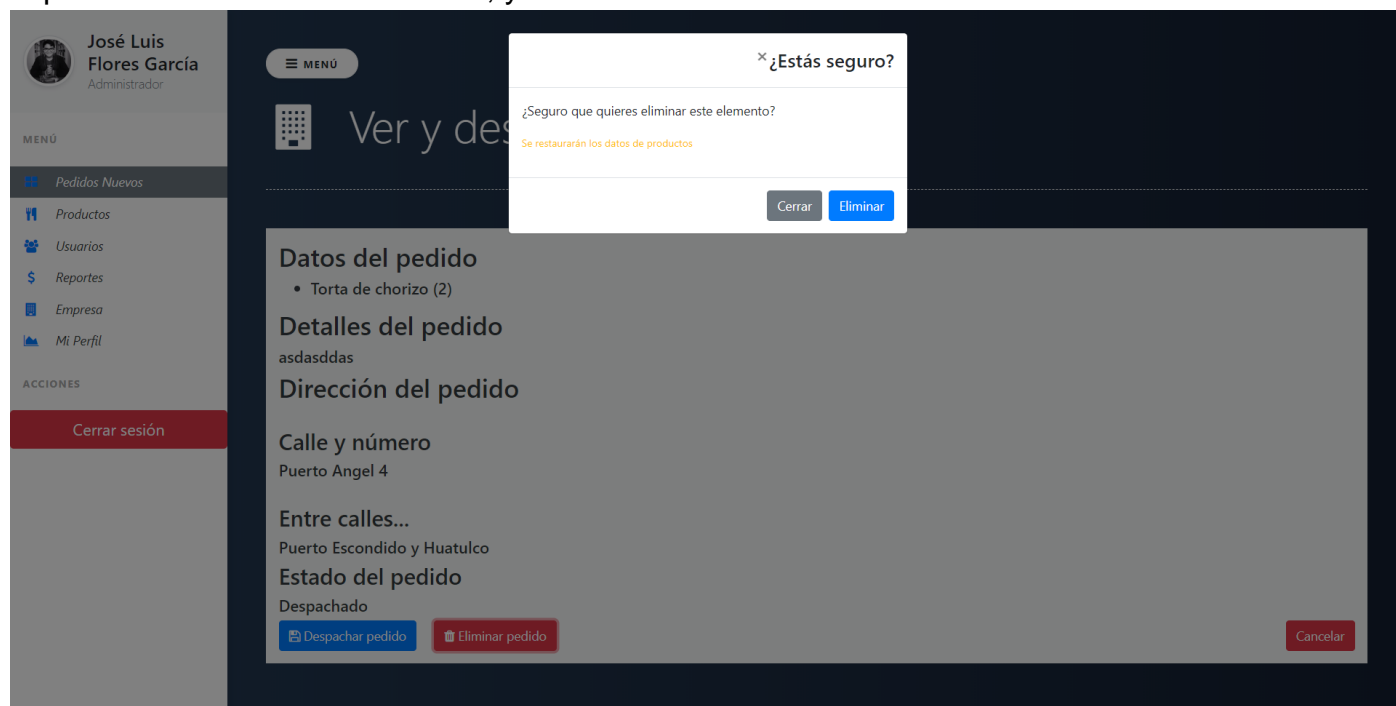 José Luis
Flores García
Administrador
MENÚ
Pedidos Nuevos
Productos
Usuarios
Reportes
Empresa
Mi Perfil
ACCIONES
Cerrar sesión
MENÚ
Ver y des
× ¿Estás seguro?
¿Seguro que quieres eliminar este elemento?
Se restaurarán los datos de productos
Cerrar Eliminar
Datos del pedido
• Torta de chorizo (2)
Detalles del pedido
asdasddas
Dirección del pedido
Calle y número
Puerto Angel 4
Entre calles...
Puerto Escondido y Huatulco
Estado del pedido
Despachado
Despachar pedido Eliminar pedido Cancelar